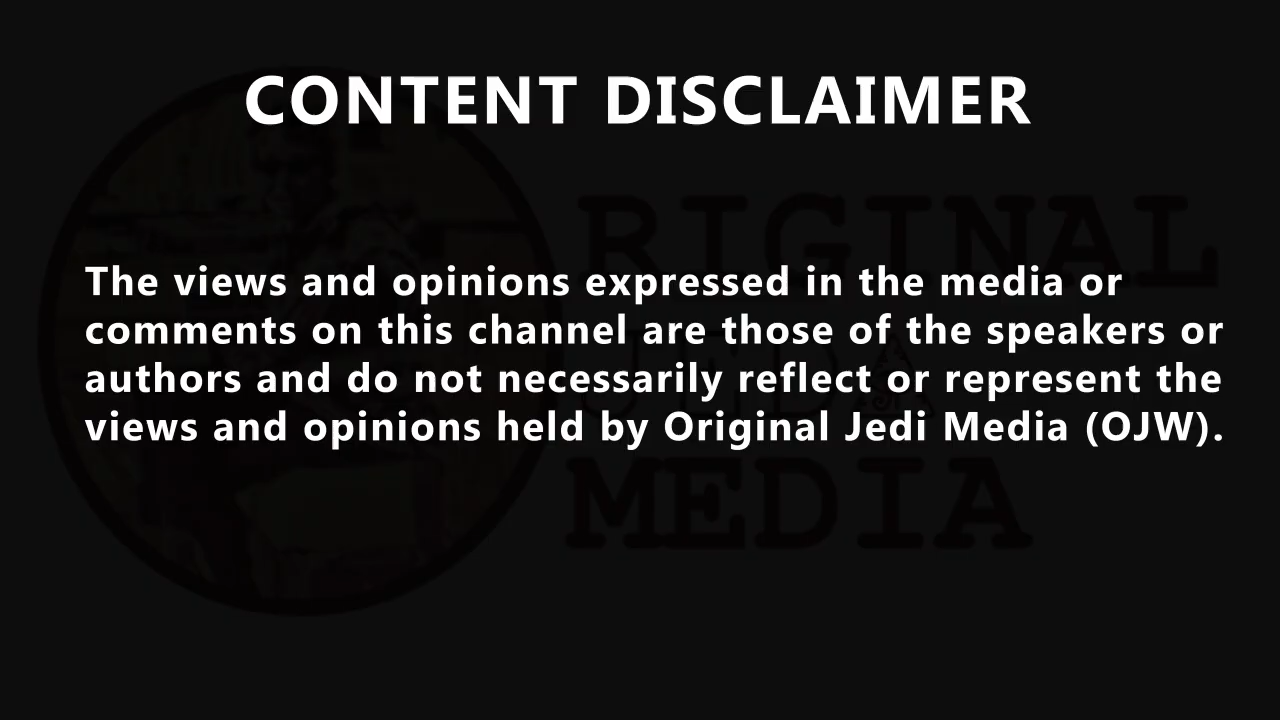 CONTENT DISCLAIMER
RIGINAL
The views and opinions expressed in the media or
comments on this channel are those of the speakers or
authors and do not necessarily reflect or represent the
views and opinions held by Original Jedi Media (OJW).
MEDIA